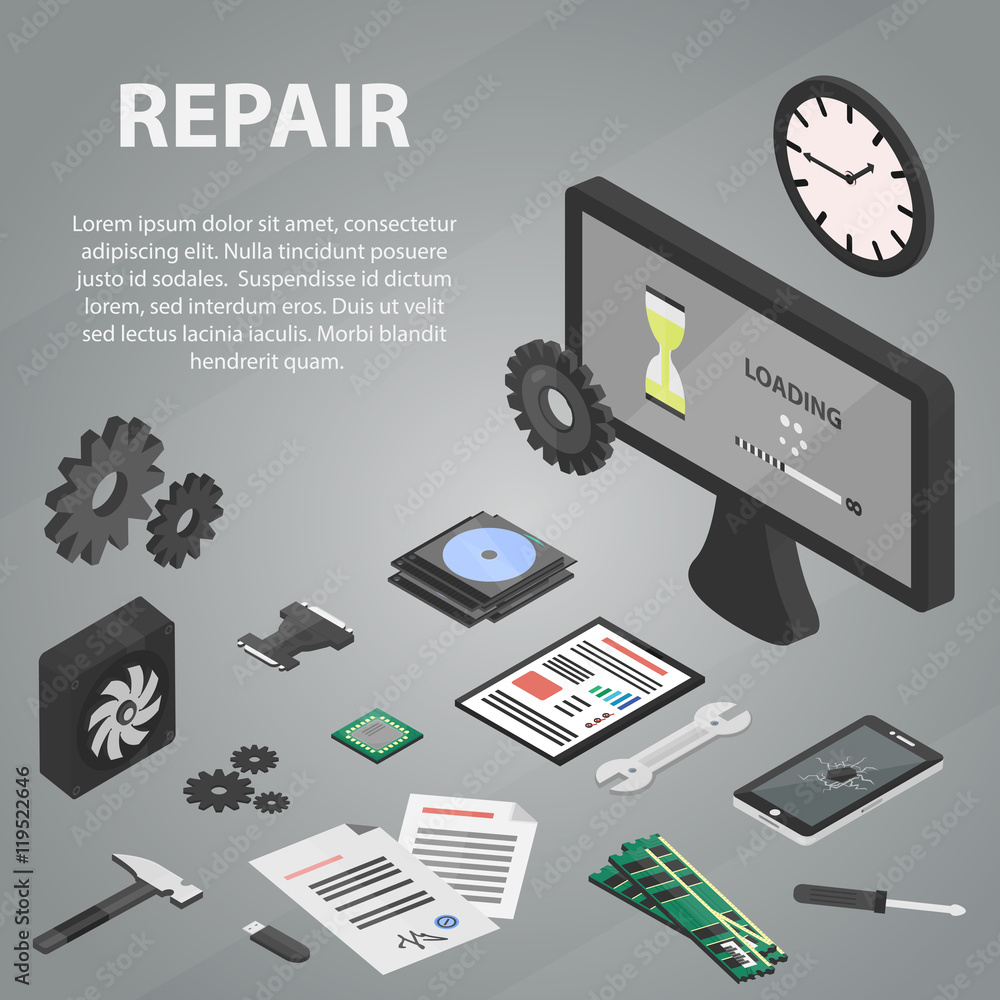 REPAIR
Lorem ipsum dolor sit amet, consectetur
adipiscing elit. Nulla tincidunt posuere
justo id sodales.  Suspendisse id dictum
lorem, sed interdum eros. Duis ut velit
sed lectus lacinia iaculis. Morbi blandit
hendrerit quam.
LOADING
Adobe Stock | #119522646